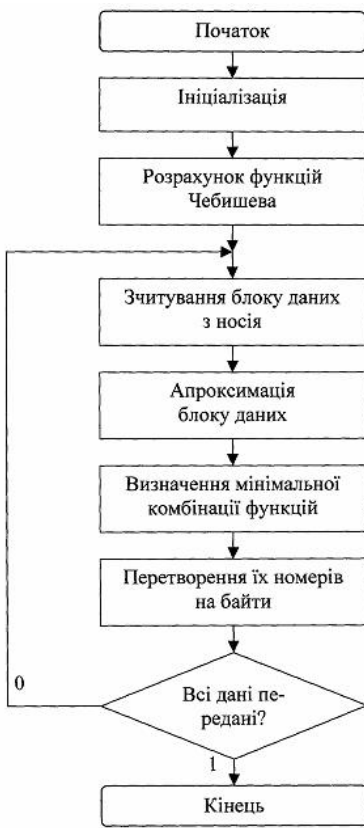 Початок
Ініціалізація
Розрахунок функцій
Чебишева
Зчитування блоку даних
з носія
Апроксимація
блоку даних
Визначення мінімальної
комбінації функцій
Перетворення їх номерів
на байти
0
Всі дані пе-
редані?
1
Кінець